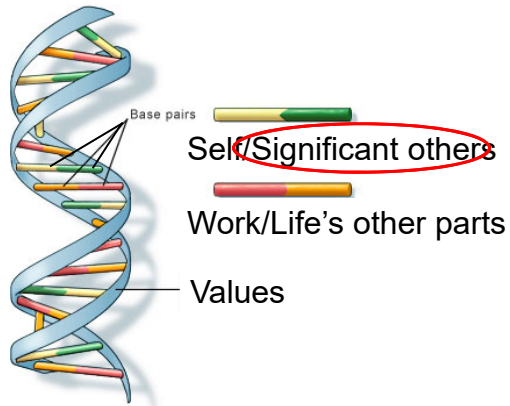 Base pairs
Self/Significant others
Work/Life’s other parts
Values